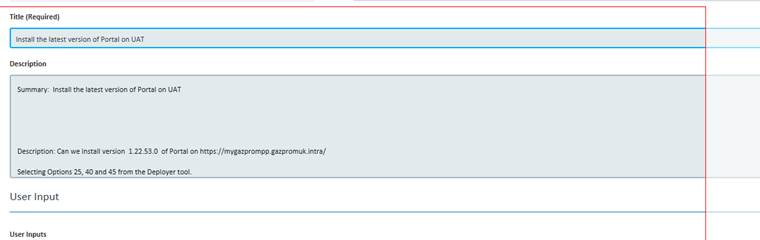 Title (Required)
Install the latest version of Portal on UAT
Description
Summary: Install the latest version of Portal on UAT
Description: Can we install version 1.22.53.0 of Portal on https://mygazprompp.gazpromuk.intra/
Selecting Options 25, 40 and 45 from the Deployer tool.
User Input
User Inputs